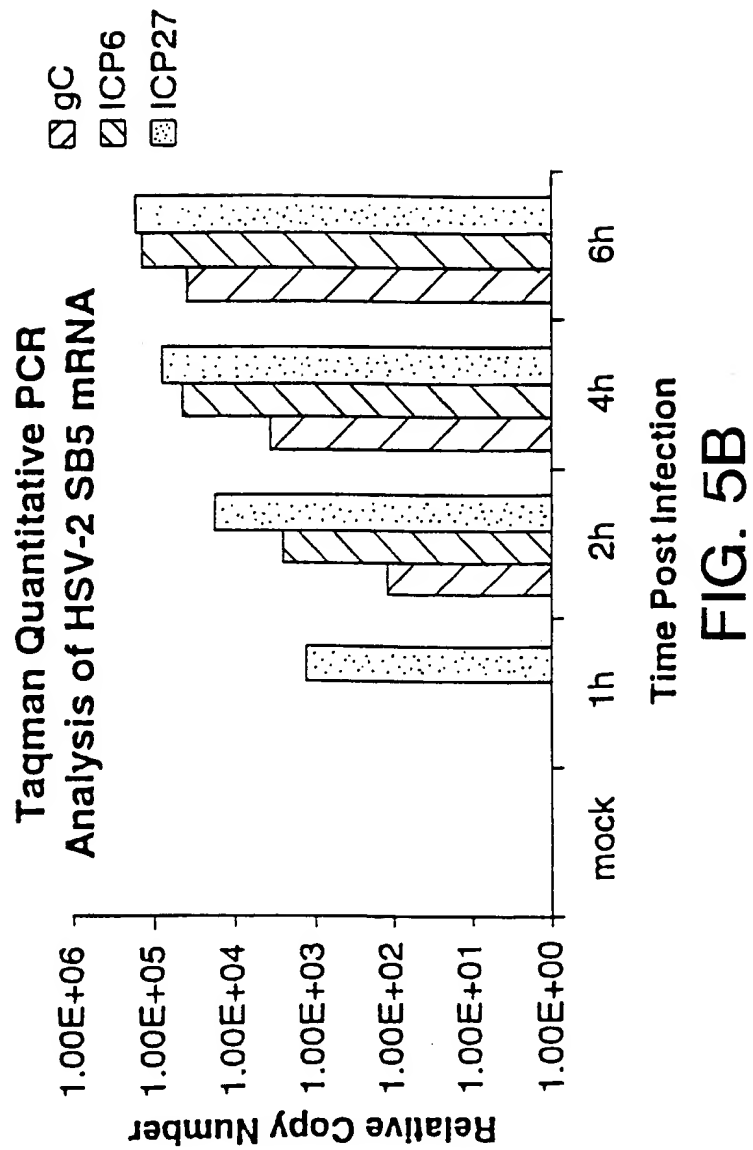 Taqman Quantitative PCR
Analysis of HSV-2 SB5 mRNA
gC
ICP6
ICP27
Relative Copy Number
1.00E+06
1.00E+05
1.00E+04
1.00E+03
1.00E+02
1.00E+01
1.00E+00
mock
1h
2h
4h
6h
Time Post Infection
FIG. 5B